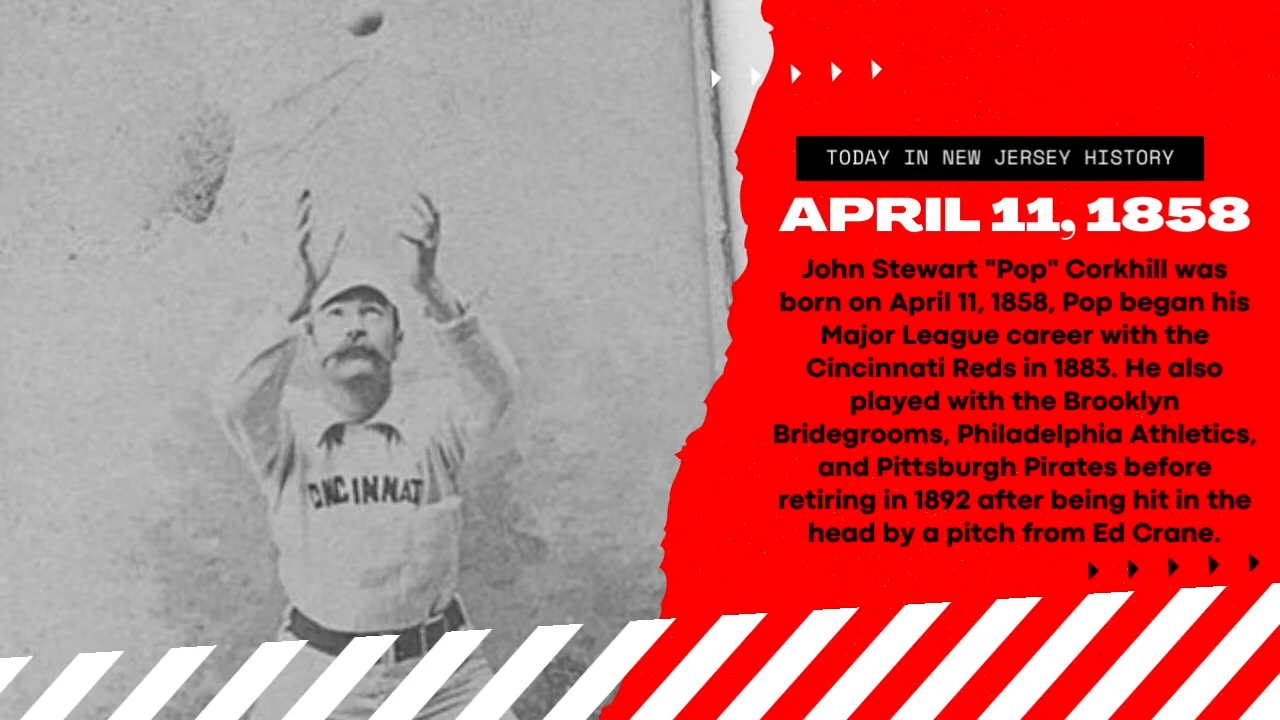 TODAY IN NEW JERSEY HISTORY
APRIL 11, 1858
John Stewart "Pop" Corkhill was
born on April 11, 1858, Pop began his
Major League career with the
Cincinnati Reds in 1883. He also
played with the Brooklyn
Bridegrooms, Philadelphia Athletics,
and Pittsburgh Pirates before
retiring in 1892 after being hit in the
head by a pitch from Ed Crane.
CINCINNATI